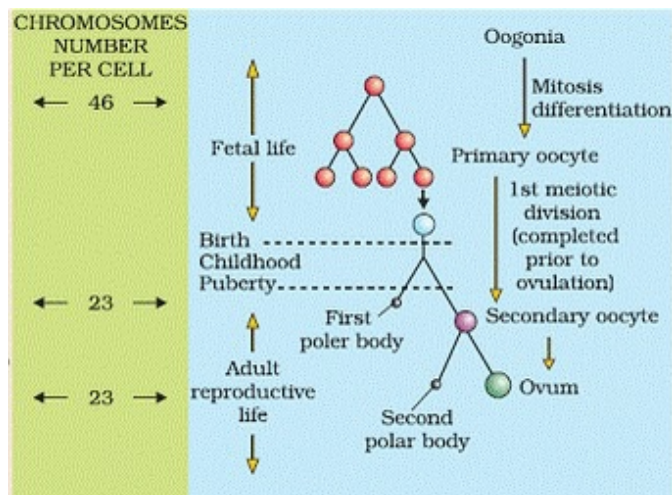 CHROMOSOMES
NUMBER
PER CELL
46
23
23
Fetal life
Birth
Childhood
Puberty
Adult
reproductive
life
First
poler body
Second
polar body
Oogonia
Mitosis
differentiation
Primary oocyte
1st meiotic
division
(completed
prior to
ovulation)
Secondary oocyte
Ovum